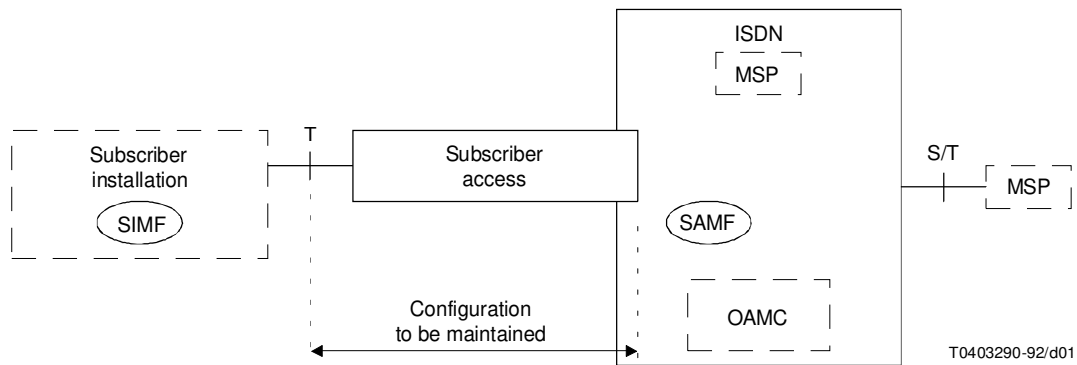 ISDN
MSP
T
Subscriber
installation
SIMF
Subscriber
access
S/T
MSP
SAMF
Configuration
to be maintained
OAMC
T0403290-92/d01